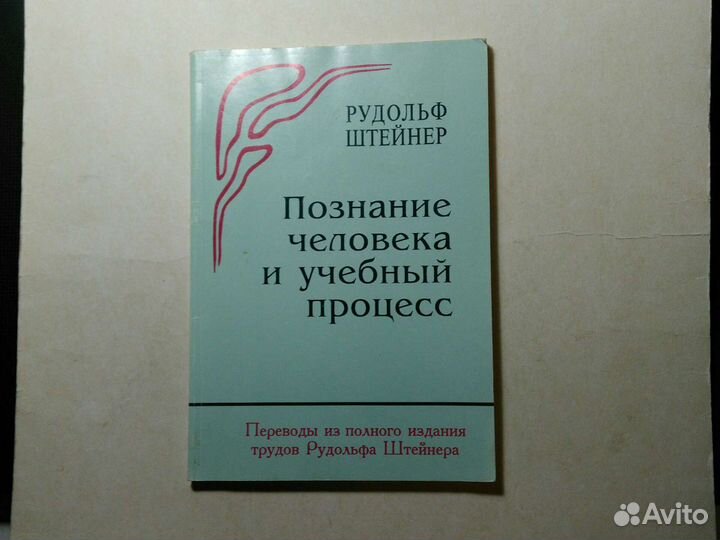 РУДОЛЬФ
ШТЕЙНЕР
Познание
человека
и учебный
процесс
Переводы из полного издания
трудов Рудольфа Штейнера
Avito